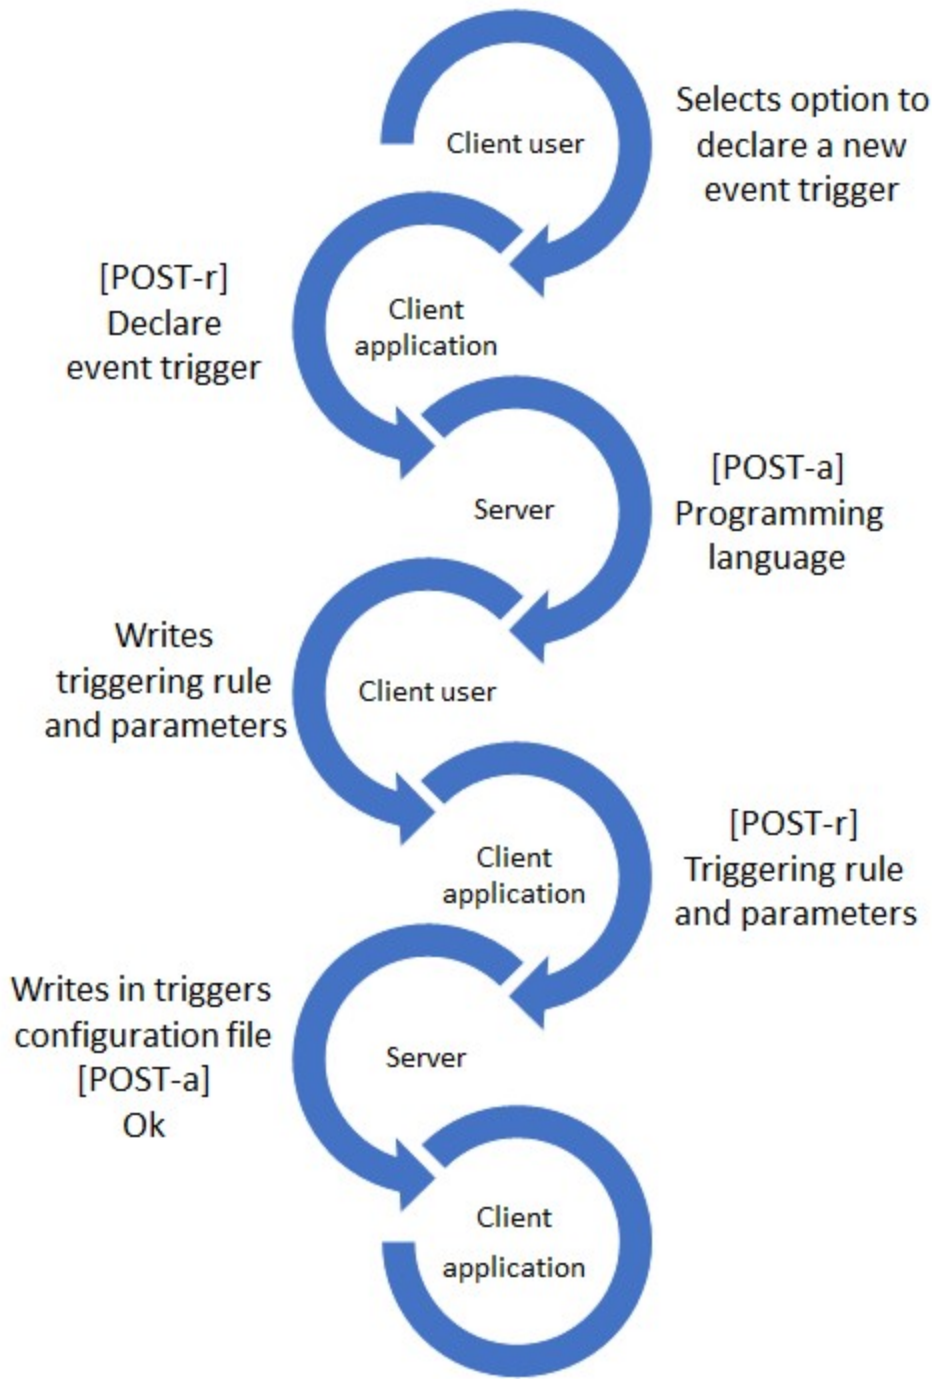 Client user
Selects option to
declare a new
event trigger
[POST-r]
Declare
event trigger
Client
application
Server
[POST-a]
Programming
language
Writes
triggering rule
and parameters
Client user
Client
application
[POST-r]
Triggering rule
and parameters
Writes in triggers
configuration file
[POST-a]
Ok
Server
Client
application